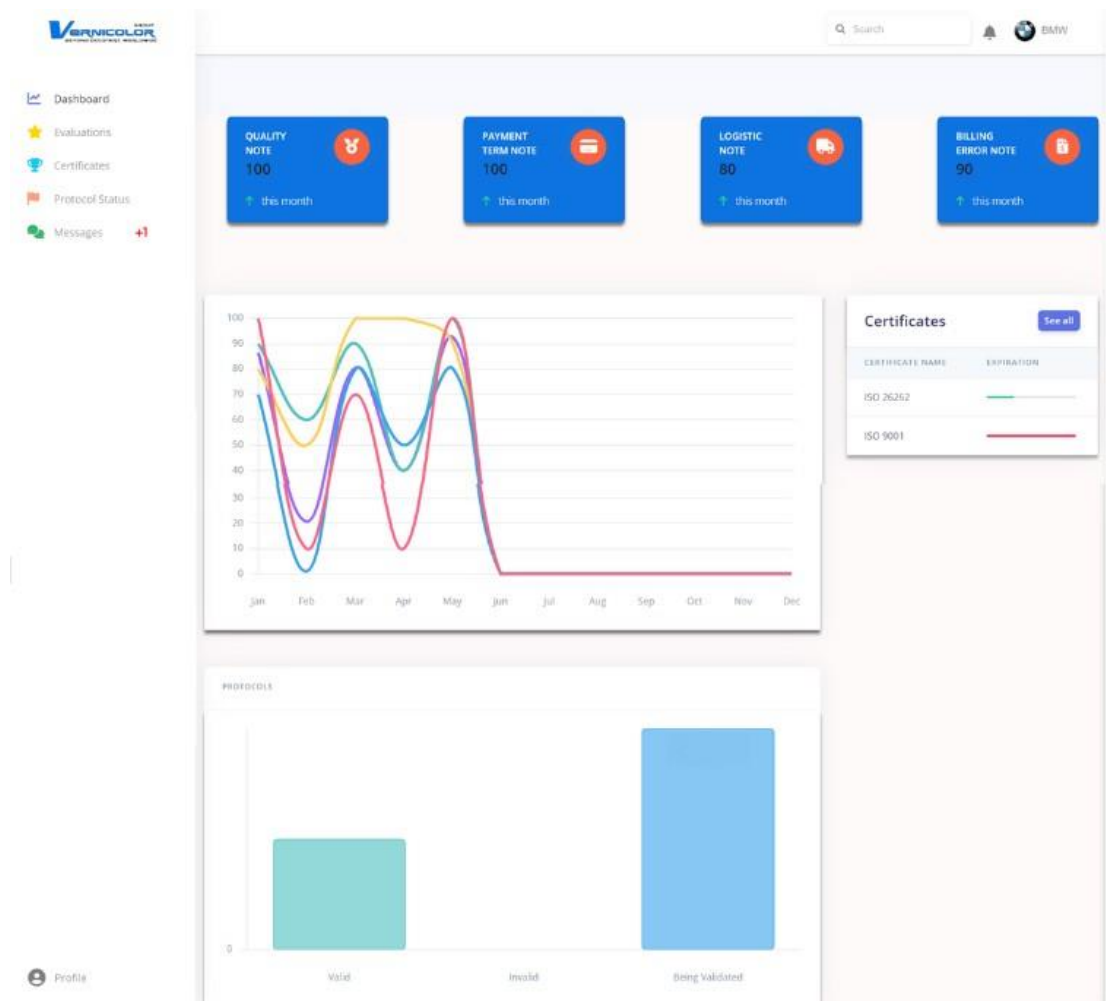 GROUP
VERNICOLOR
Search
BMW
Dashboard
Evaluations
Certificates
Protocol Status
Messages +1
QUALITY
NOTE
100
this month
PAYMENT
TERM NOTE
100
this month
LOGISTIC
NOTE
80
this month
BILLING
ERROR NOTE
90
this month
100
90
80
70
60
50
40
30
20
10
0
Jan Feb Mar Apr May Jun Jul Aug Sep Oct Nov Dec
Certificates See all
CERTIFICATE NAME EXPIRATION
ISO 26262
ISO 9001
PROTOCOLS
0
Valid Invalid Being Validated
Profile